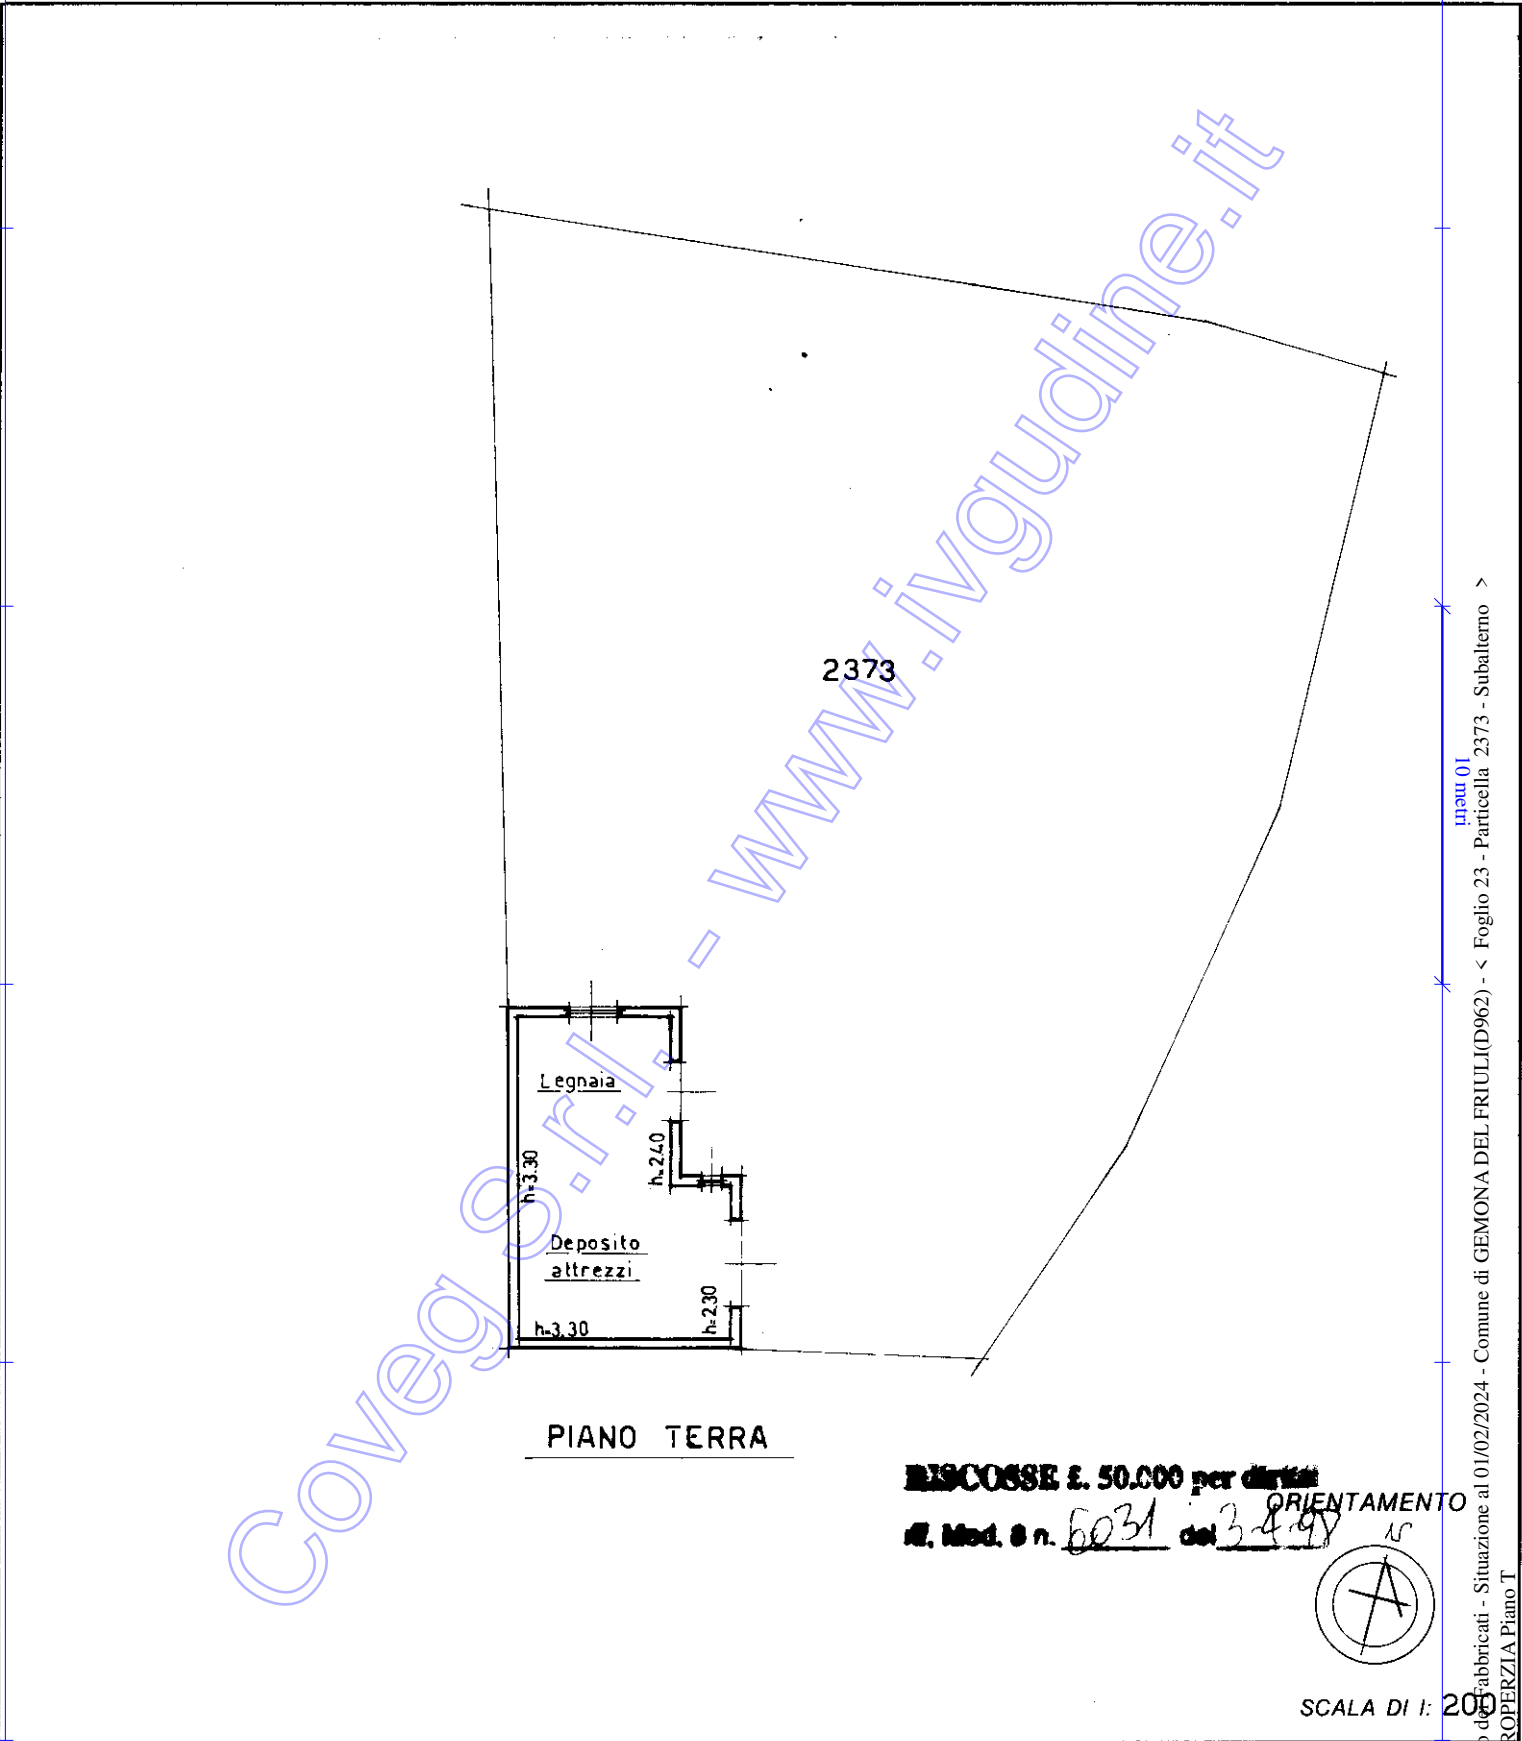 2373
Legnaia
h=3.30
h=2.40
Deposito
attrezzi
h=3.30
h=2.30
PIANO TERRA
RISCOSSE £. 50.000 per diritti
Mod. 8 n. 6031 del
ORIENTAMENTO
N
SCALA DI 1: 200
10 metri
Fabbricati - Situazione al 01/02/2024 - Comune di GEMONA DEL FRIULI(D962) - < Foglio 23 - Particella 2373 - Subalterno >
ROPERZIA Piano T
Coveg S.r.l. - www.ivgudine.it